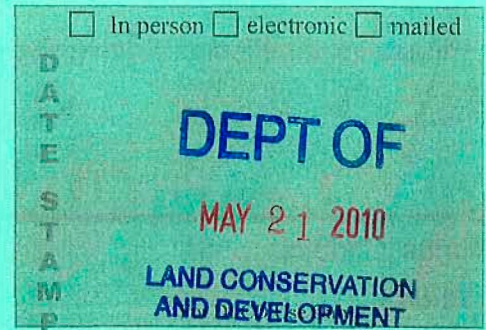 ☐ In person ☐ electronic ☐ mailed
DATE STAMP
DEPT OF
MAY 21 2010
LAND CONSERVATION
AND DEVELOPMENT